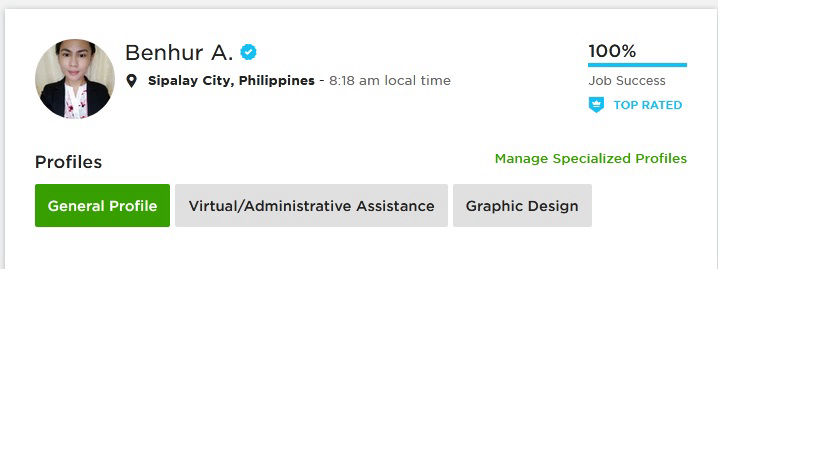 Benhur A.
Sipalay City, Philippines - 8:18 am local time
100%
Job Success
TOP RATED
Profiles
Manage Specialized Profiles
General Profile
Virtual/Administrative Assistance
Graphic Design